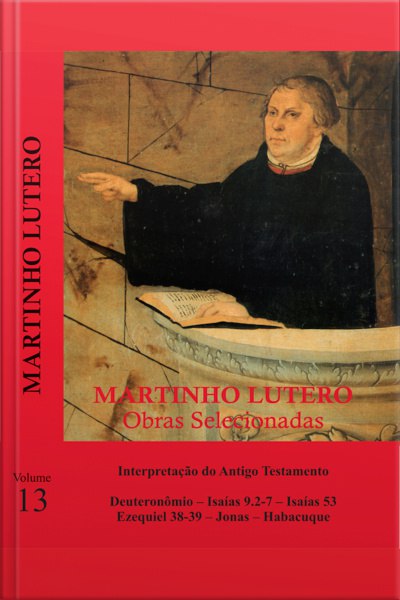 MARTINHO LUTERO
Volume
13
MARTINHO LUTERO
Obras Selecionadas
Interpretação do Antigo Testamento
Deuteronômio – Isaías 9.2-7 – Isaías 53
Ezequiel 38-39 – Jonas – Habacuque